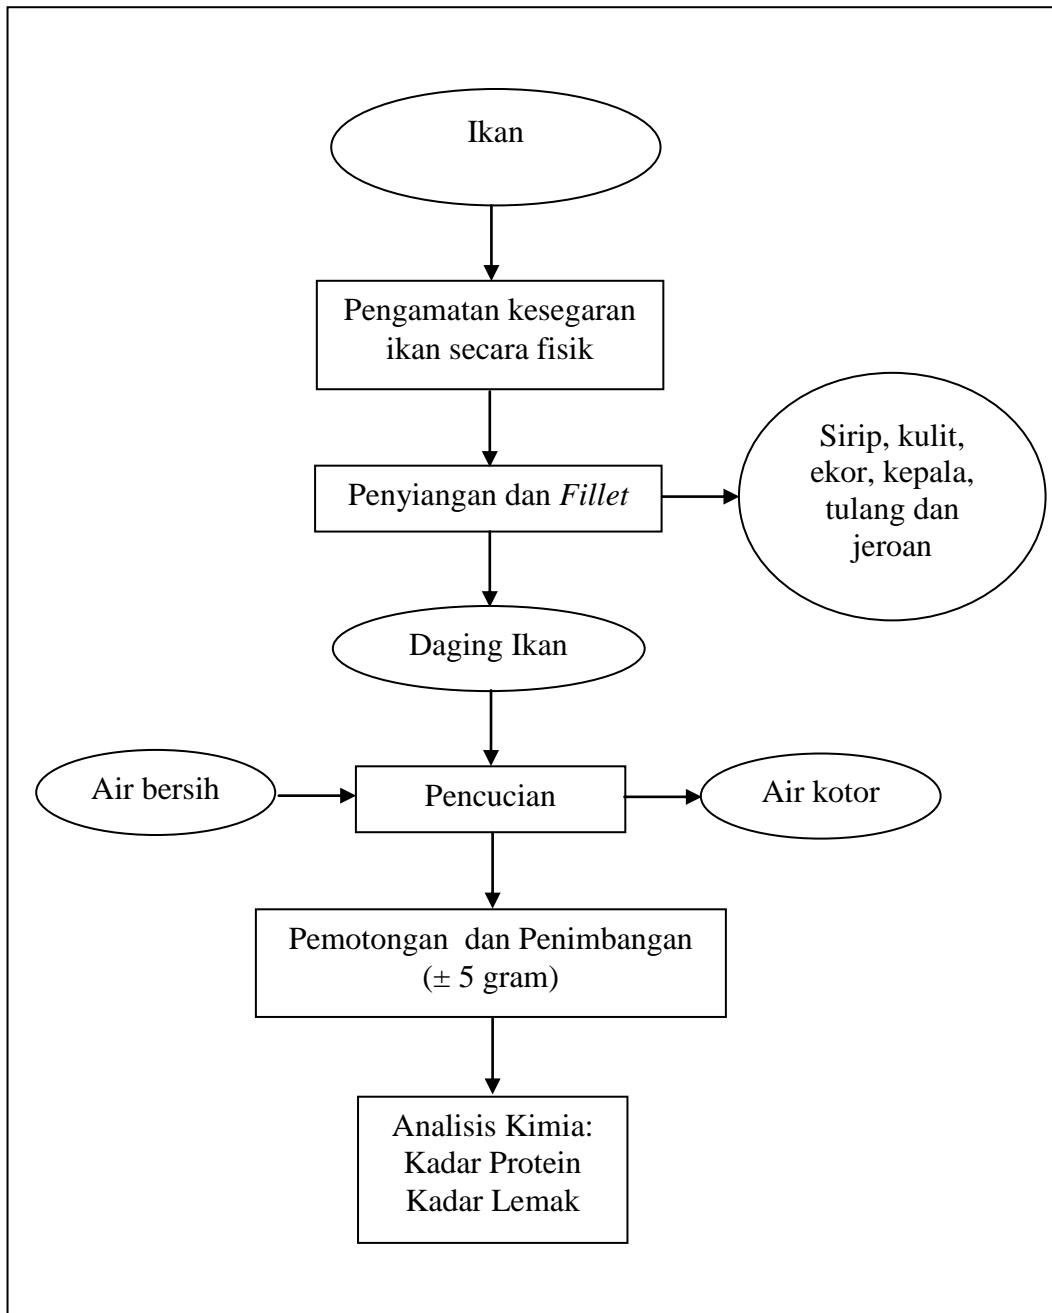 Ikan
Pengamatan kesegaran
ikan secara fisik
Sirip, kulit,
ekor, kepala,
tulang dan
jeroan
Penyiangan dan Fillet
Daging Ikan
Air bersih
Pencucian
Air kotor
Pemotongan  dan Penimbangan
(± 5 gram)
Analisis Kimia:
Kadar Protein
Kadar Lemak